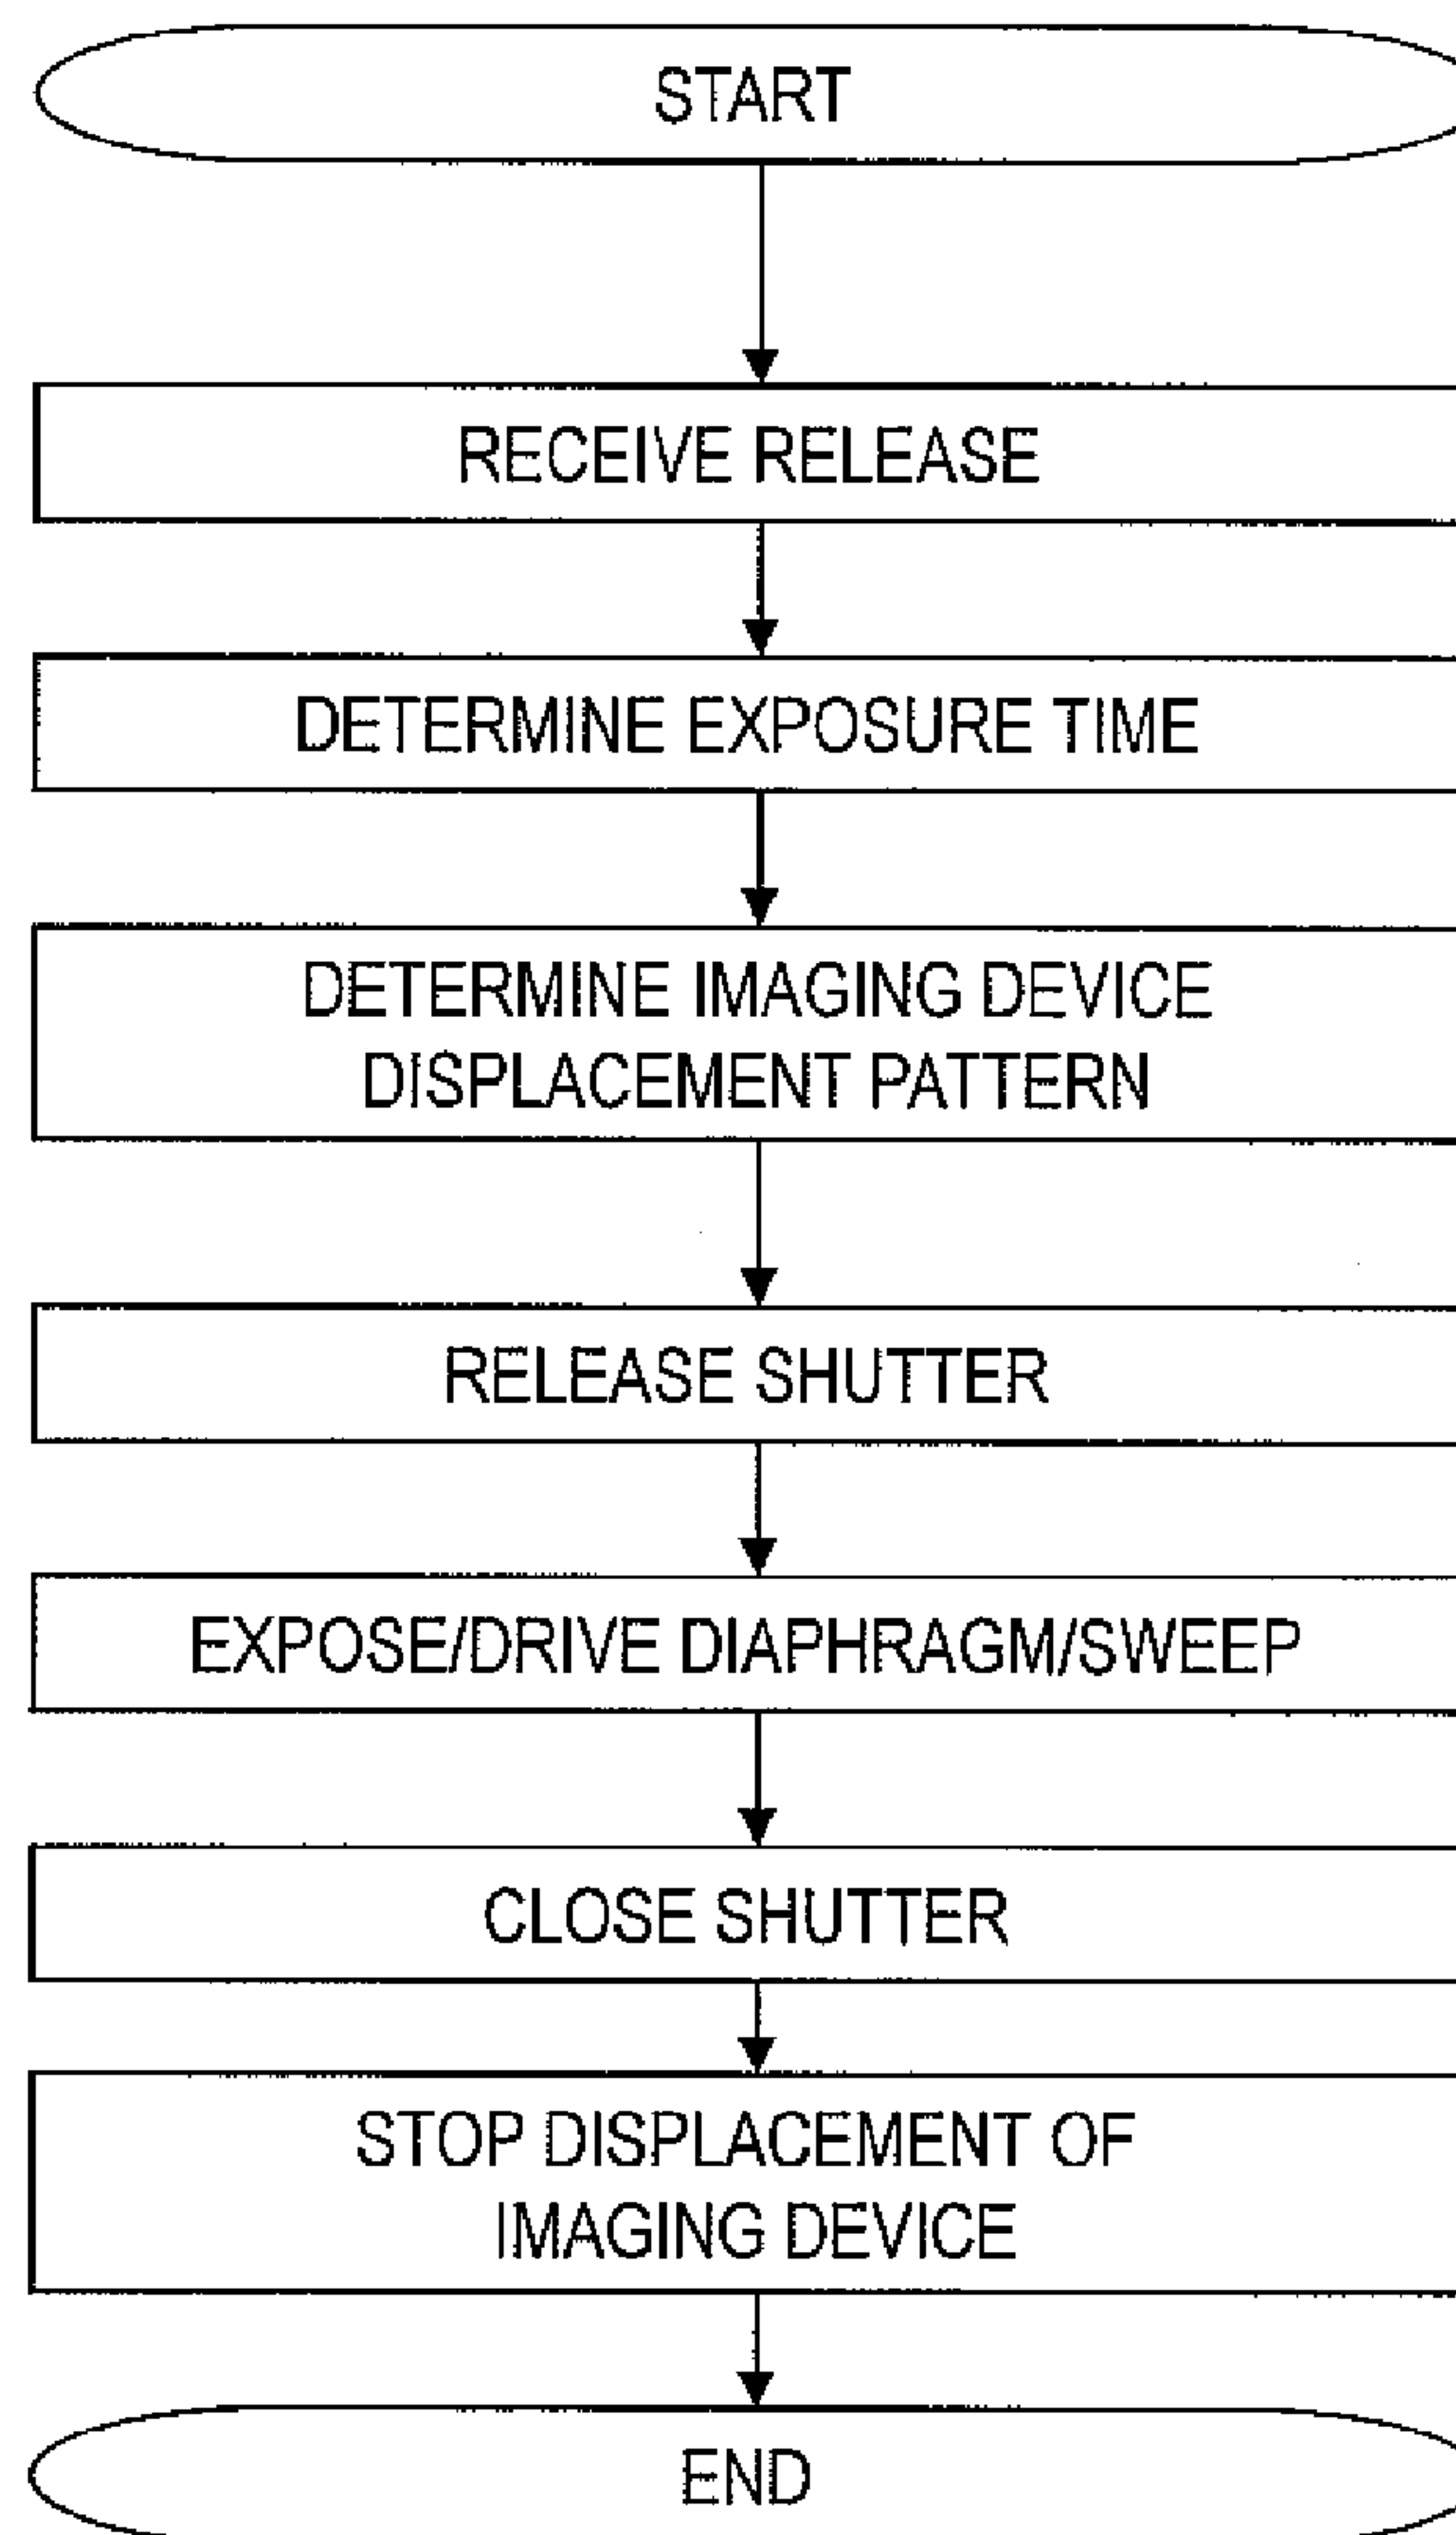 START
RECEIVE RELEASE
DETERMINE EXPOSURE TIME
DETERMINE IMAGING DEVICE
DISPLACEMENT PATTERN
RELEASE SHUTTER
EXPOSE/DRIVE DIAPHRAGM/SWEEP
CLOSE SHUTTER
STOP DISPLACEMENT OF
IMAGING DEVICE
END